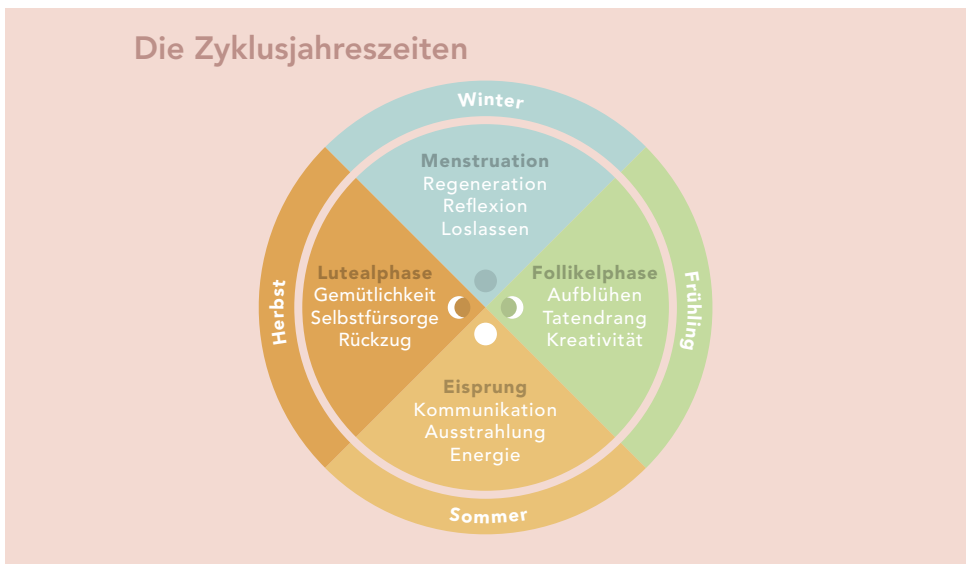 Die Zyklusjahreszeiten
Winter
Menstruation
Regeneration
Reflexion
Loslassen
Herbst
Lutealphase
Gemütlichkeit
Selbstfürsorge
Rückzug
Follikelphase
Aufblühen
Tatendrang
Kreativität
Frühling
Eisprung
Kommunikation
Ausstrahlung
Energie
Sommer